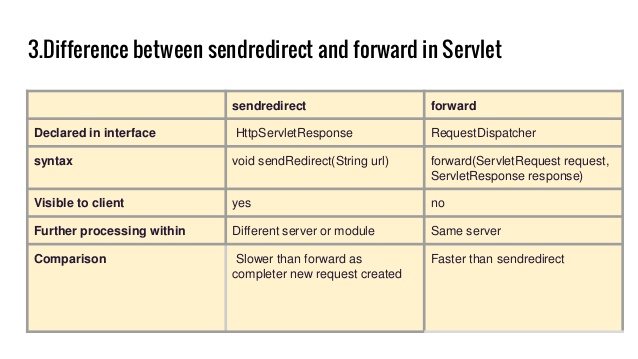 3.Difference between sendredirect and forward in Servlet
sendredirect forward
Declared in interface HttpServletResponse RequestDispatcher
syntax void sendRedirect(String url) forward(ServletRequest request,
ServletResponse response)
Visible to client yes no
Further processing within Different server or module Same server
Comparison Slower than forward as Faster than sendredirect
completer new request created